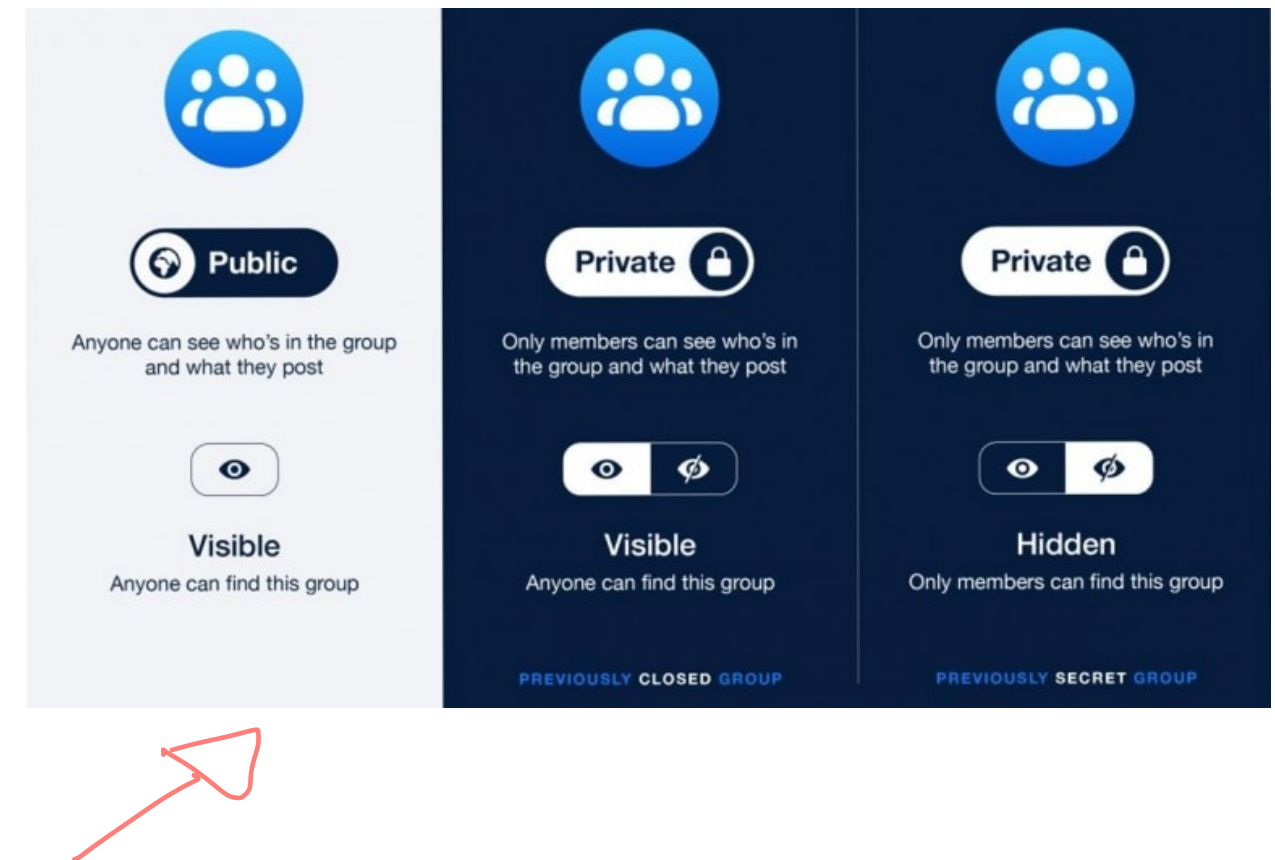 Public
Anyone can see who's in the group
and what they post
Visible
Anyone can find this group
Private
Only members can see who's in
the group and what they post
Visible
Anyone can find this group
PREVIOUSLY CLOSED GROUP
Private
Only members can see who's in
the group and what they post
Hidden
Only members can find this group
PREVIOUSLY SECRET GROUP